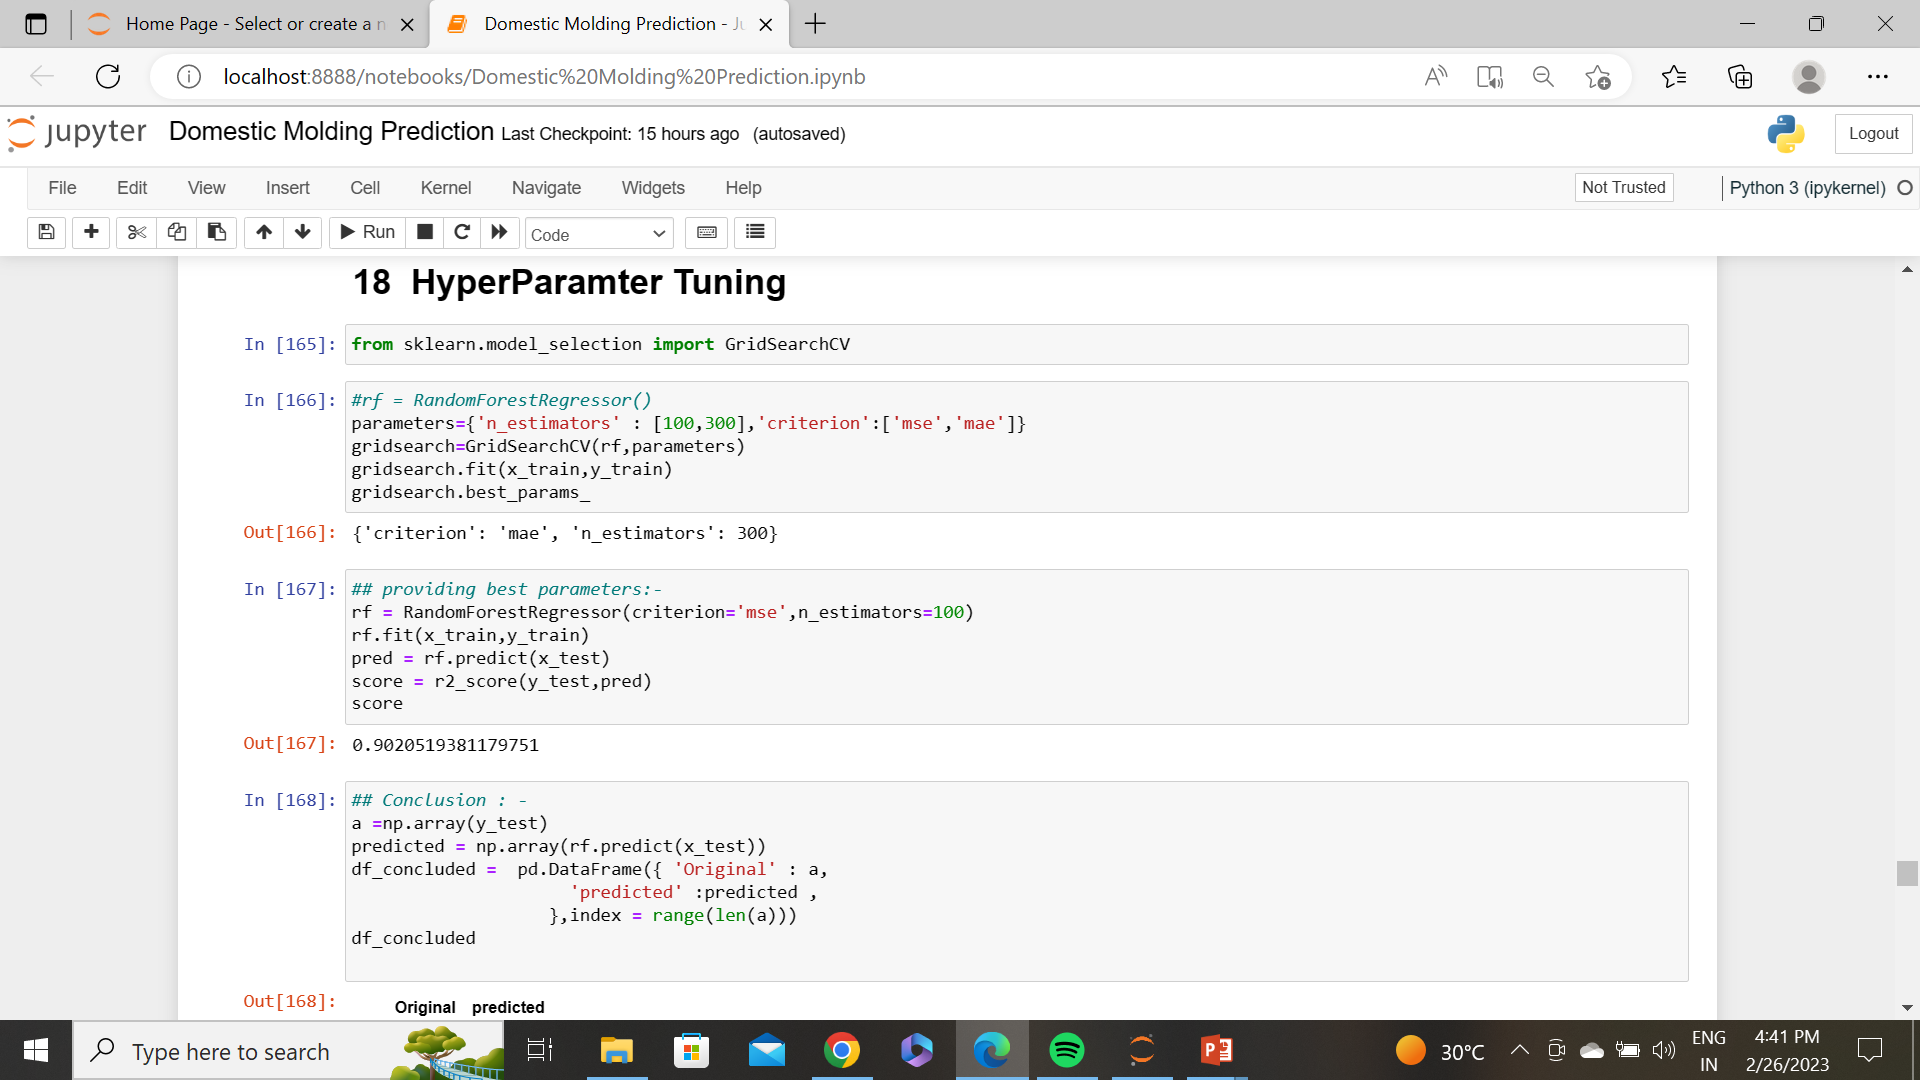 Home Page - Select or create a n
Domestic Molding Prediction - Ju
localhost:8888/notebooks/Domestic%20Molding%20Prediction.ipynb
jupyter Domestic Molding Prediction Last Checkpoint: 15 hours ago (autosaved)
Logout
File Edit View Insert Cell Kernel Navigate Widgets Help
Not Trusted
Python 3 (ipykernel)
Run
Code
18 HyperParamter Tuning
In [165]: from sklearn.model_selection import GridSearchCV
In [166]: #rf = RandomForestRegressor()
parameters={'n_estimators' : [100,300],'criterion':['mse','mae']}
gridsearch=GridSearchCV(rf,parameters)
gridsearch.fit(x_train,y_train)
gridsearch.best_params_
Out[166]: {'criterion': 'mae', 'n_estimators': 300}
In [167]: ## providing best parameters:-
rf = RandomForestRegressor(criterion='mse',n_estimators=100)
rf.fit(x_train,y_train)
pred = rf.predict(x_test)
score = r2_score(y_test,pred)
score
Out[167]: 0.9020519381179751
In [168]: ## Conclusion : -
a =np.array(y_test)
predicted = np.array(rf.predict(x_test))
df_concluded =  pd.DataFrame({ 'Original' : a,
'predicted' :predicted ,
},index = range(len(a)))
df_concluded
Out[168]:
Original predicted
Type here to search
30°C
ENG
IN
4:41 PM
2/26/2023